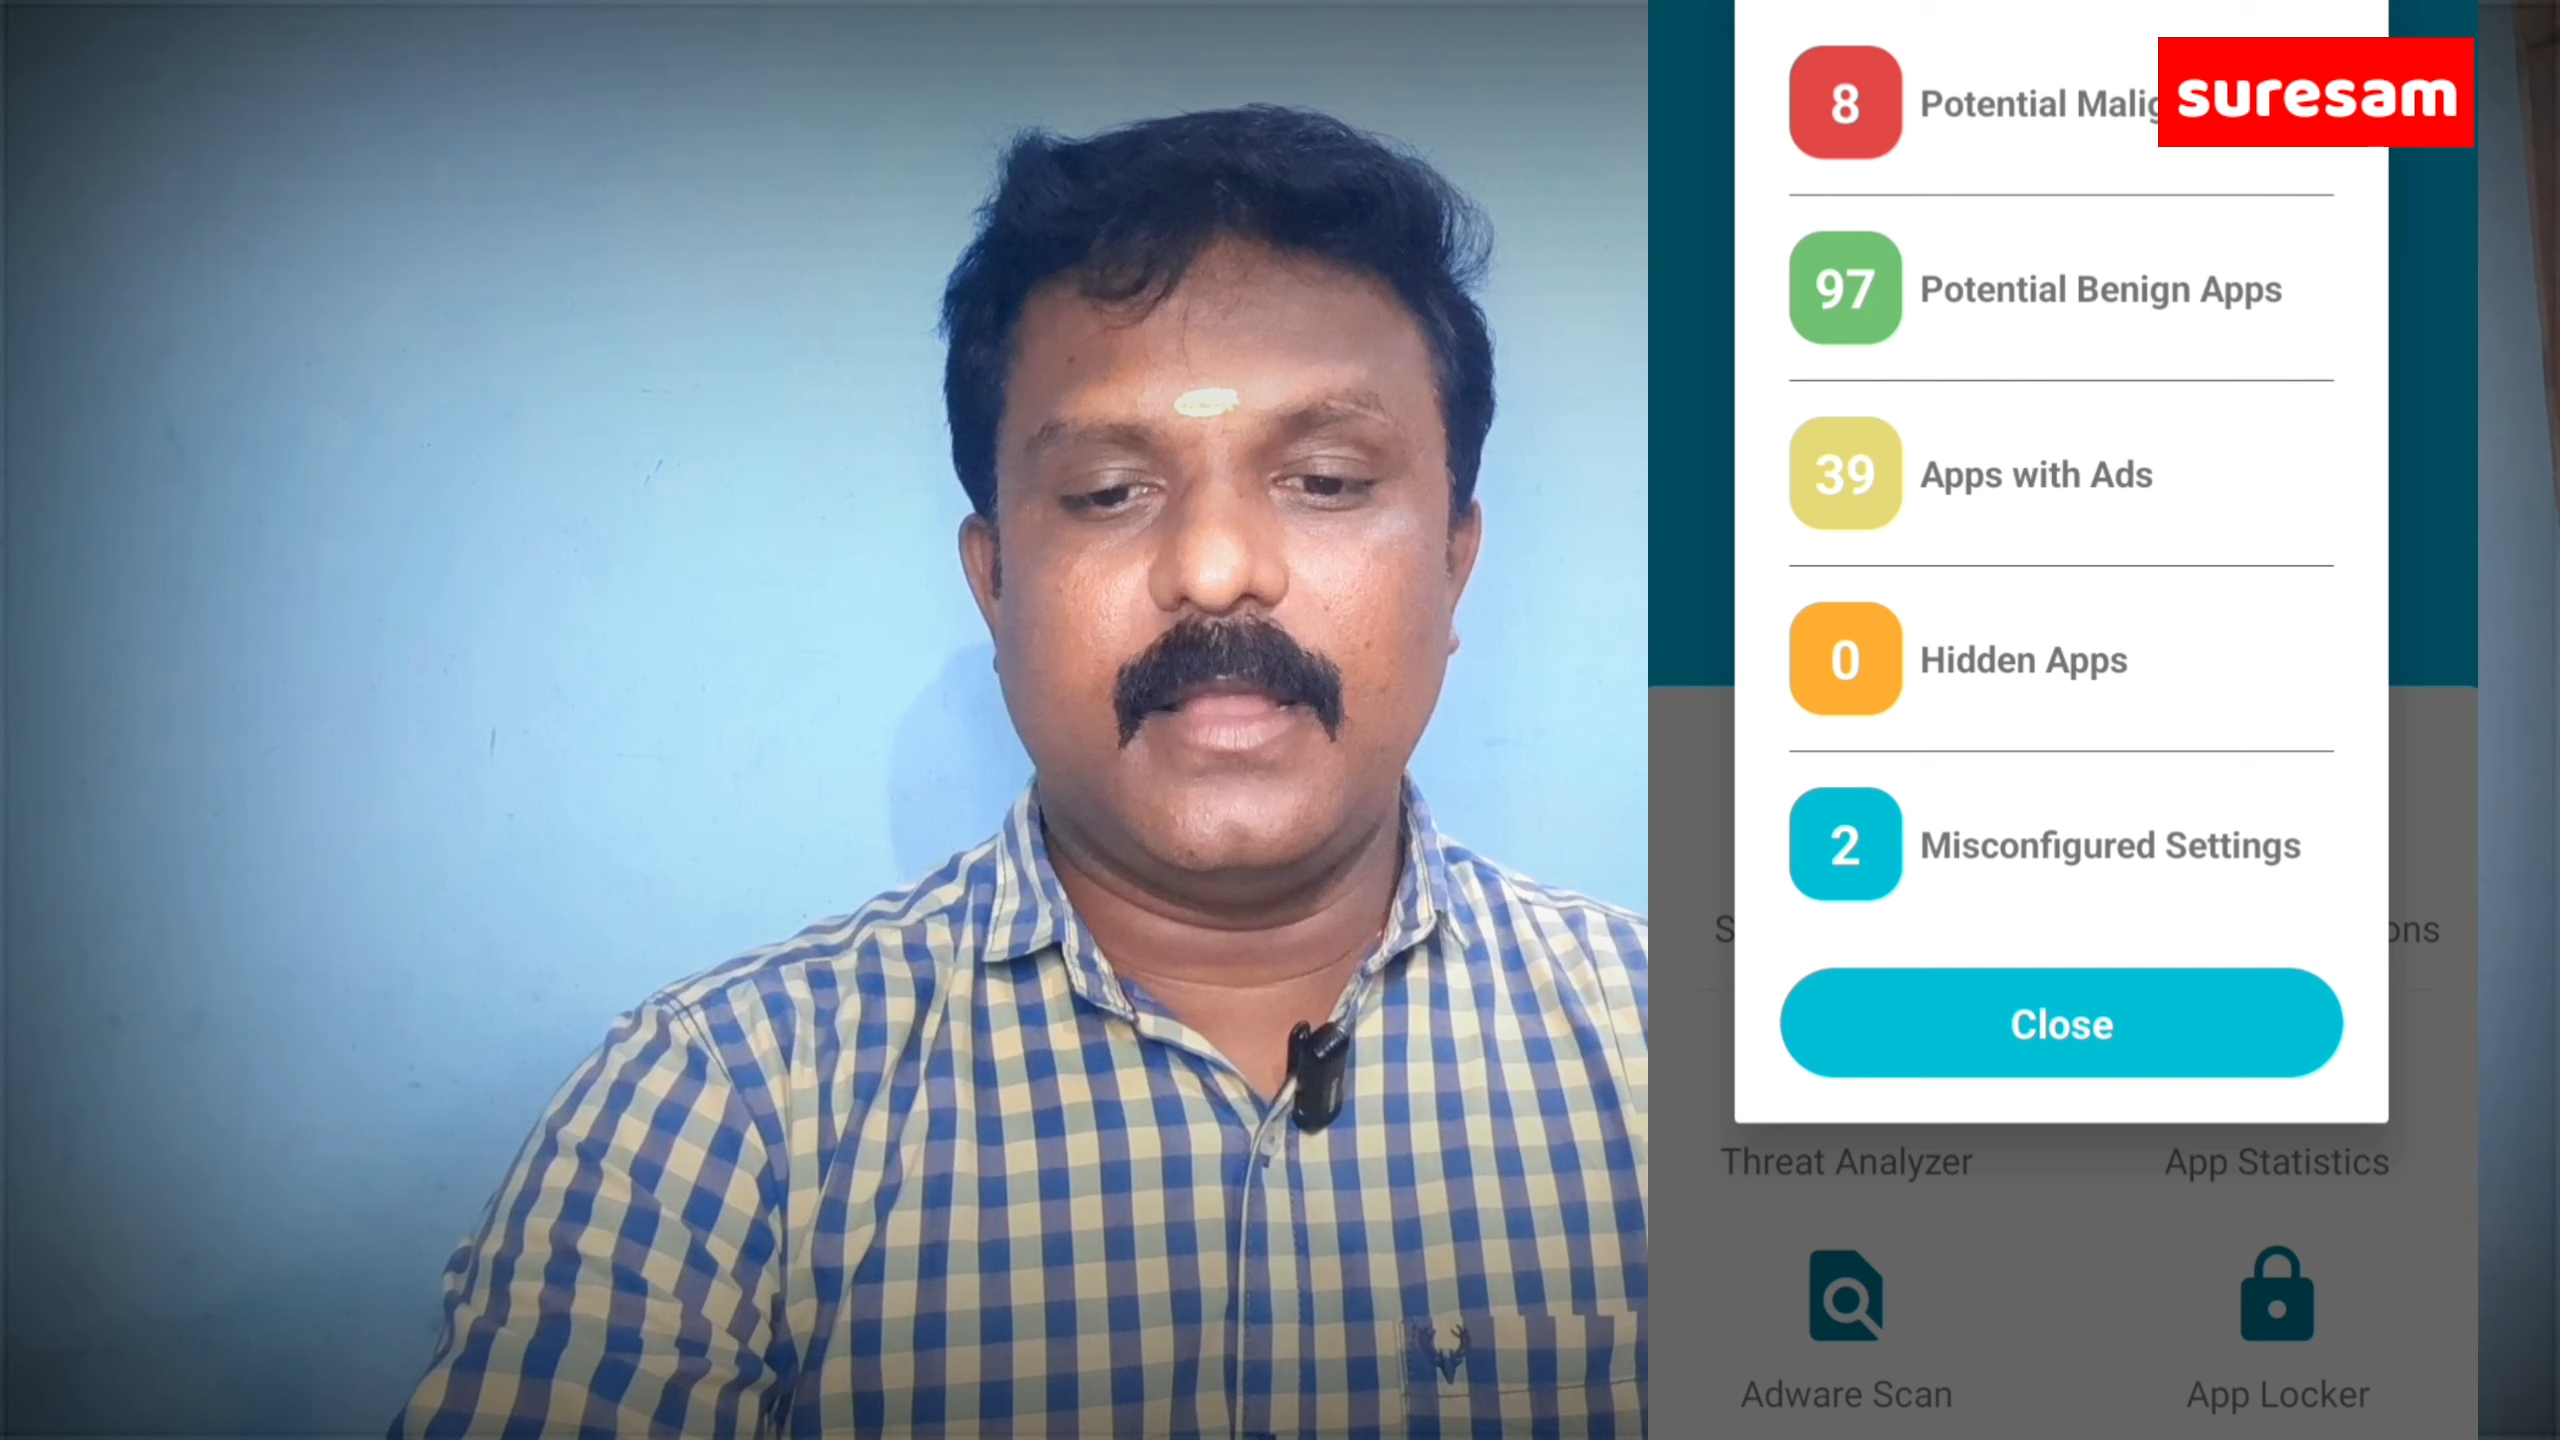 suresam
8 Potential Malig
97 Potential Benign Apps
39 Apps with Ads
0 Hidden Apps
2 Misconfigured Settings
Close
Threat Analyzer
App Statistics
Adware Scan
App Locker